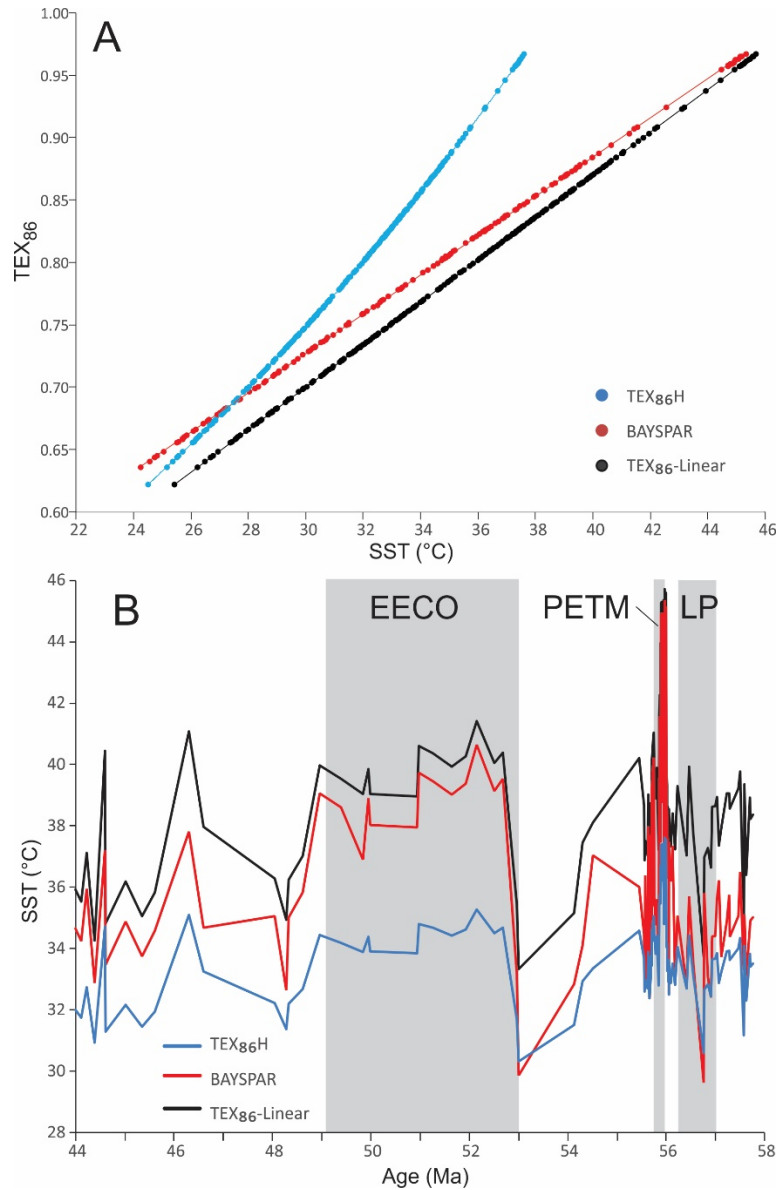 A
1.00
0.95
0.90
0.85
0.80
0.75
0.70
0.65
0.60
TEX86
22 24 26 28 30 32 34 36 38 40 42 44 46
SST (°C)
TEX86H
BAYSPAR
TEX86-Linear
B
EECO
PETM
LP
46
44
42
40
38
36
34
32
30
28
SST (°C)
TEX86H
BAYSPAR
TEX86-Linear
44 46 48 50 52 54 56 58
Age (Ma)